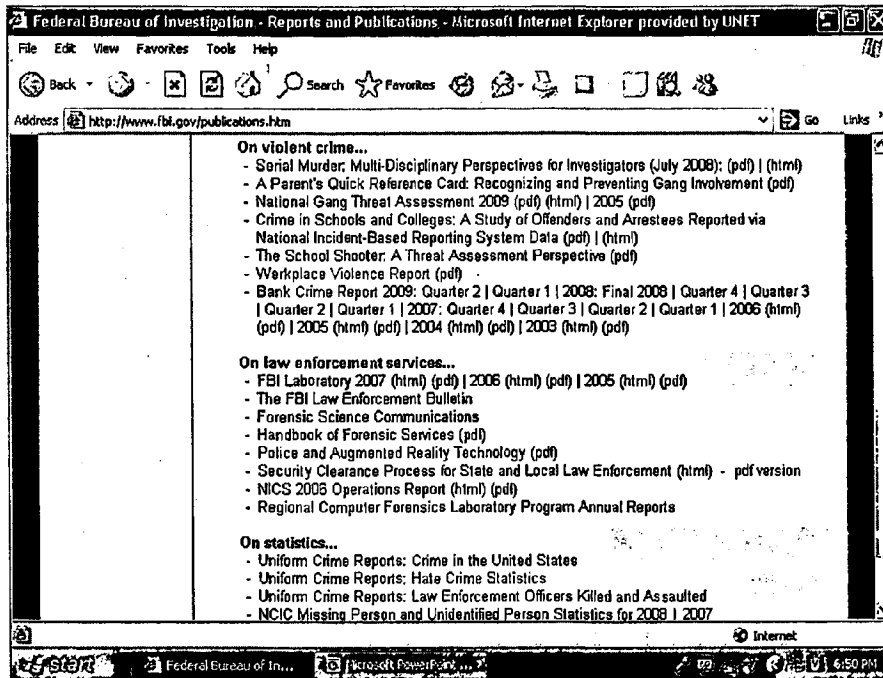 Federal Bureau of Investigation - Reports and Publications - Microsoft Internet Explorer provided by UNET
File Edit View Favorites Tools Help
Back Search Favorites
Address http://www.fbi.gov/publications.htm Go Links
On violent crime...
- Serial Murder: Multi-Disciplinary Perspectives for Investigators (July 2008): (pdf) | (html)
- A Parent's Quick Reference Card: Recognizing and Preventing Gang Involvement (pdf)
- National Gang Threat Assessment 2009 (pdf) (html) | 2005 (pdf)
- Crime in Schools and Colleges: A Study of Offenders and Arrestees Reported via
National Incident-Based Reporting System Data (pdf) | (html)
- The School Shooter: A Threat Assessment Perspective (pdf)
- Workplace Violence Report (pdf)
- Bank Crime Report 2009: Quarter 2 | Quarter 1 | 2008: Final 2008 | Quarter 4 | Quarter 3
| Quarter 2 | Quarter 1 | 2007: Quarter 4 | Quarter 3 | Quarter 2 | Quarter 1 | 2006 (html)
(pdf) | 2005 (html) (pdf) | 2004 (html) (pdf) | 2003 (html) (pdf)
On law enforcement services...
- FBI Laboratory 2007 (html) (pdf) | 2006 (html) (pdf) | 2005 (html) (pdf)
- The FBI Law Enforcement Bulletin
- Forensic Science Communications
- Handbook of Forensic Services (pdf)
- Police and Augmented Reality Technology (pdf)
- Security Clearance Process for State and Local Law Enforcement (html) - pdf version
- NICS 2006 Operations Report (html) (pdf)
- Regional Computer Forensics Laboratory Program Annual Reports
On statistics...
- Uniform Crime Reports: Crime in the United States
- Uniform Crime Reports: Hate Crime Statistics
- Uniform Crime Reports: Law Enforcement Officers Killed and Assaulted
- NCIC Missing Person and Unidentified Person Statistics for 2008 | 2007
Internet
start Federal Bureau of In... Microsoft PowerPoint ... 6:50 PM